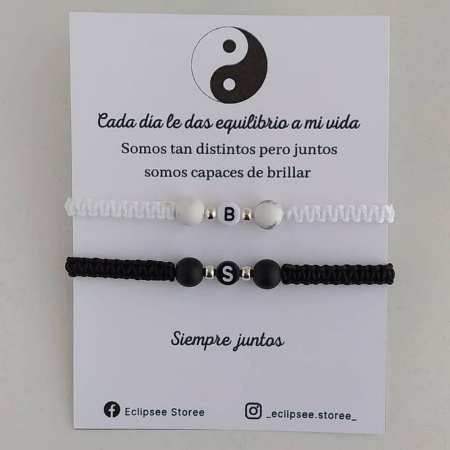 Cada día le das equilibrio a mi vida
Somos tan distintos pero juntos
somos capaces de brillar
B
S
Siempre juntos
Eclipsee Storee
_eclipsee.storee_